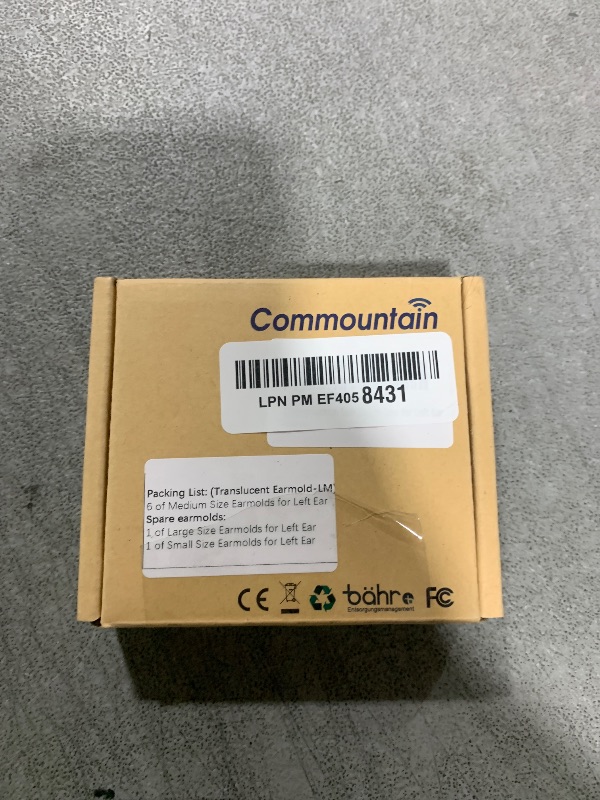 Commountain
LPN PM EF4058431
Packing List: (Translucent Earmold-LM)
6 of Medium Size Earmolds for Left Ear
Spare earmolds:
1 of Large Size Earmolds for Left Ear
1 of Small Size Earmolds for Left Ear
CE bähr FC
Entsorgungsmanagement